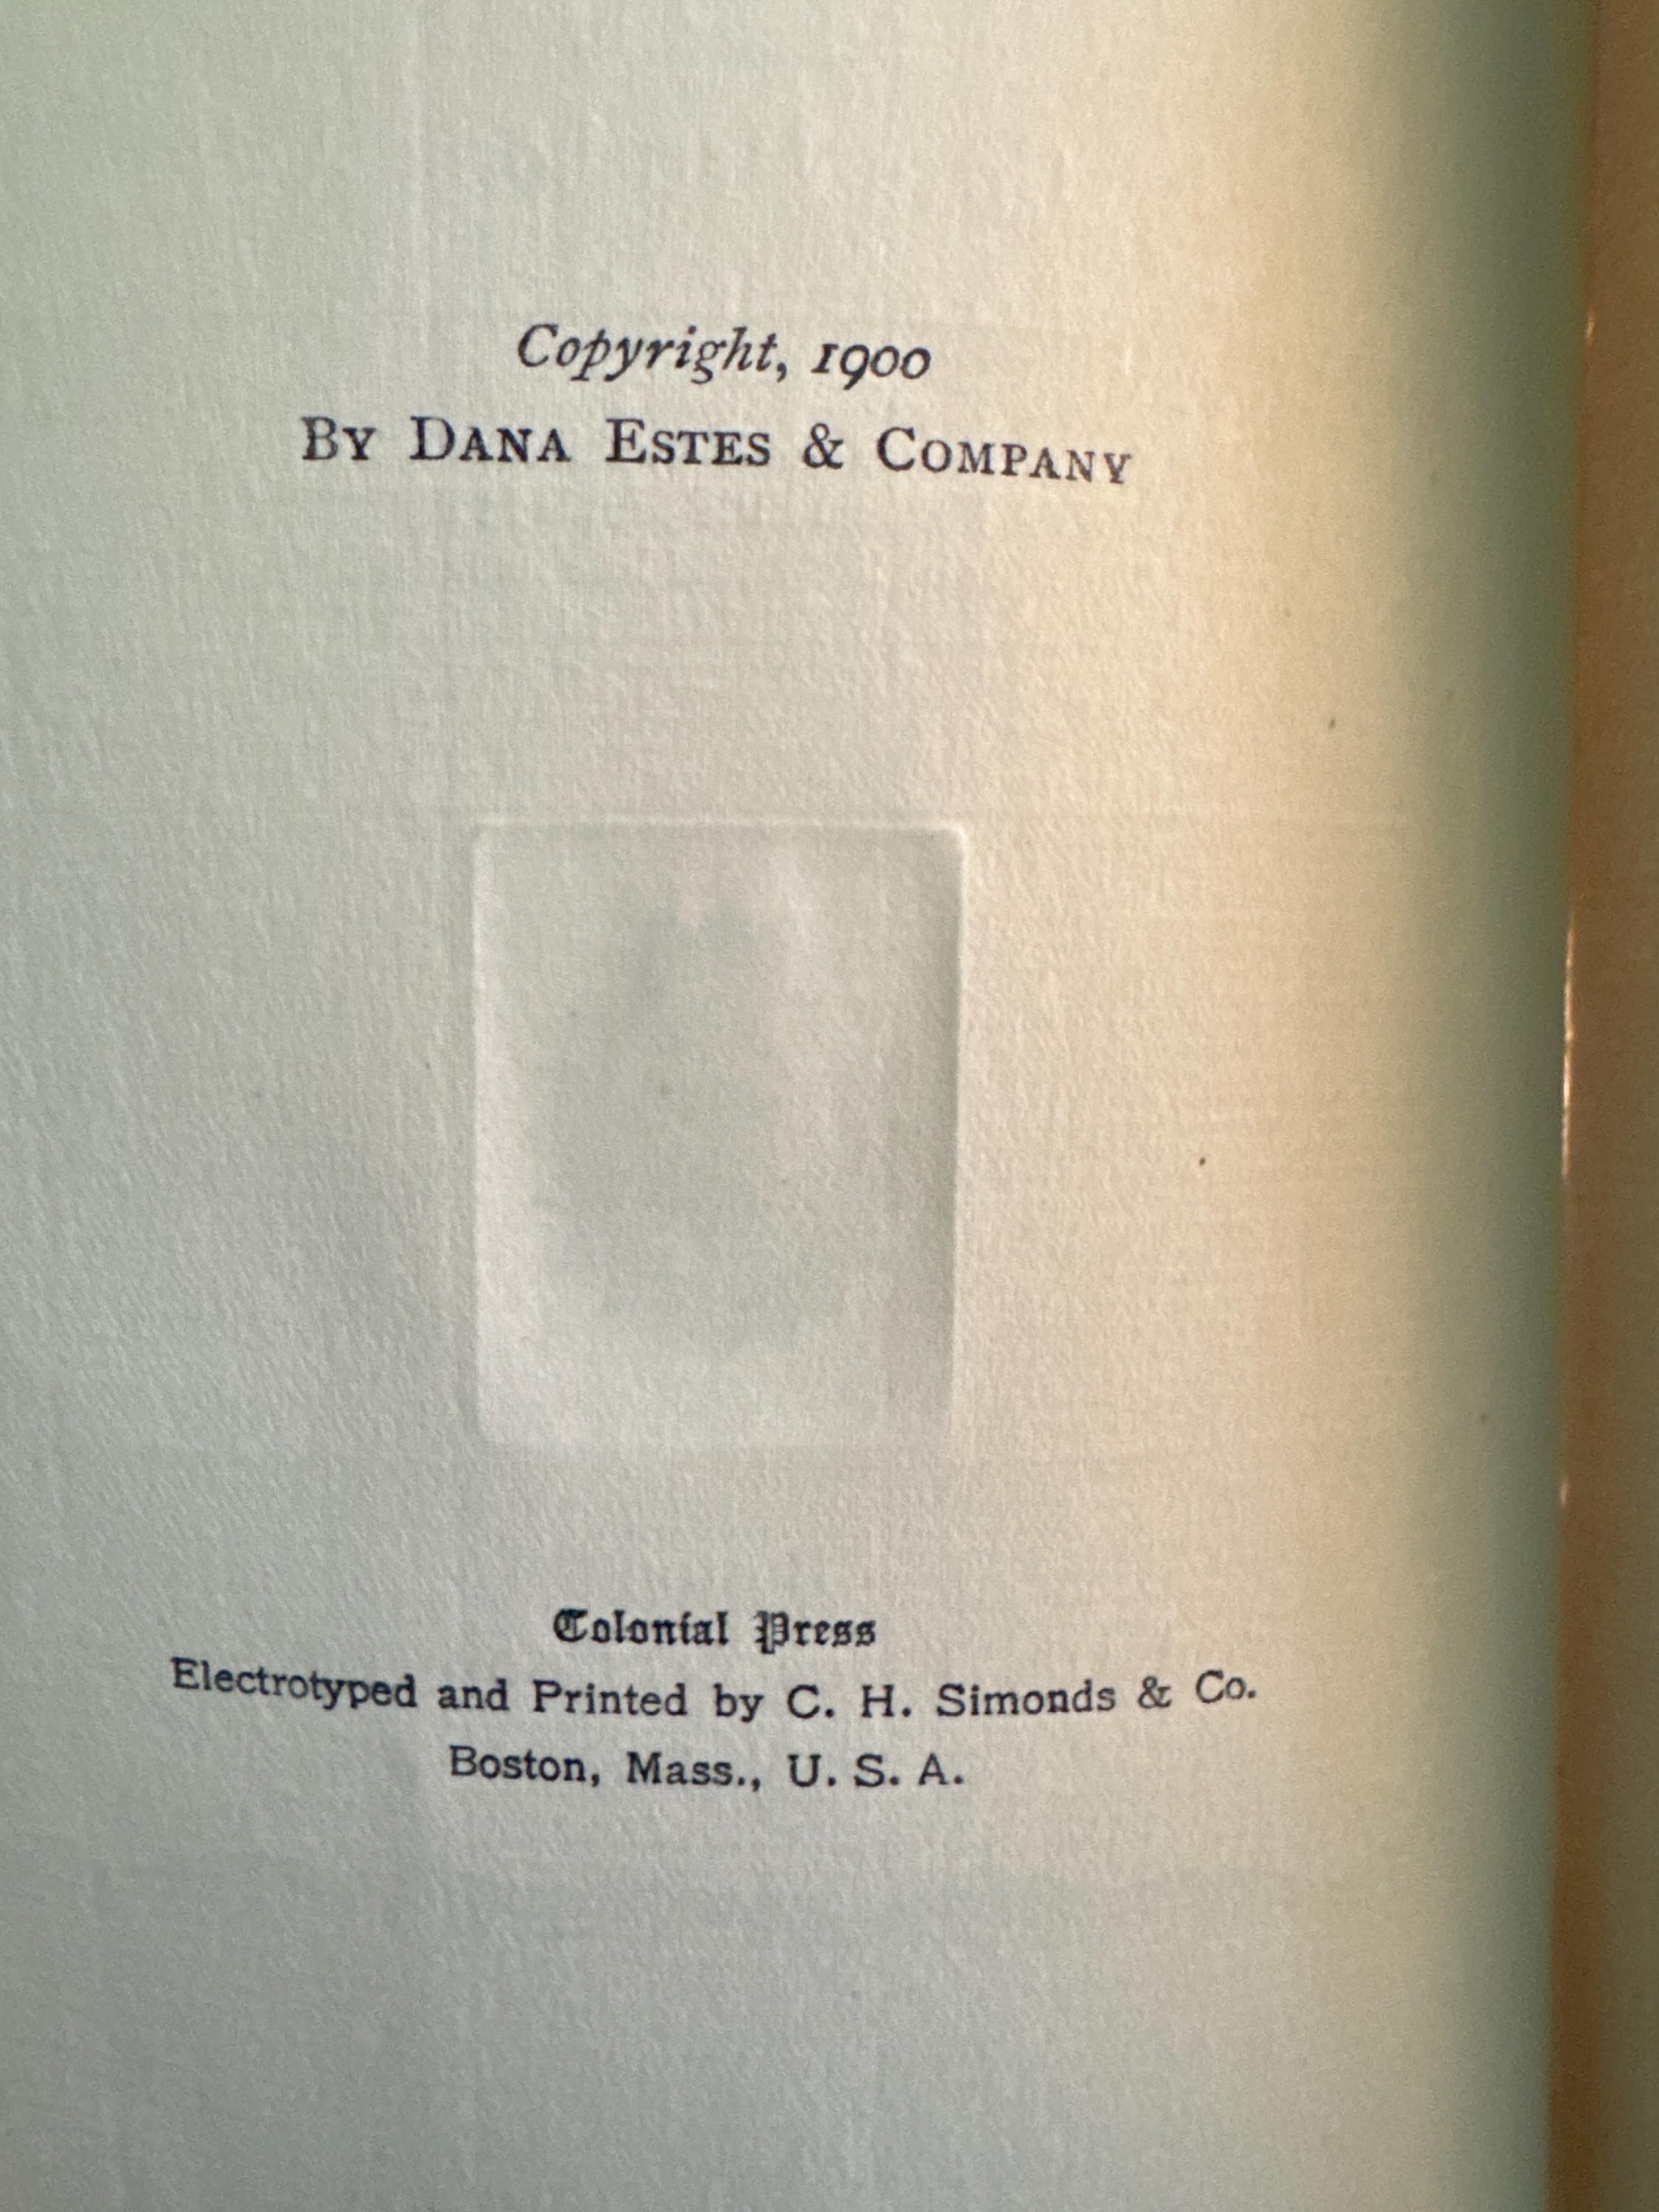 Copyright, 1900
By Dana Estes & Company
Colonial Press
Electrotyped and Printed by C. H. Simonds & Co.
Boston, Mass., U. S. A.